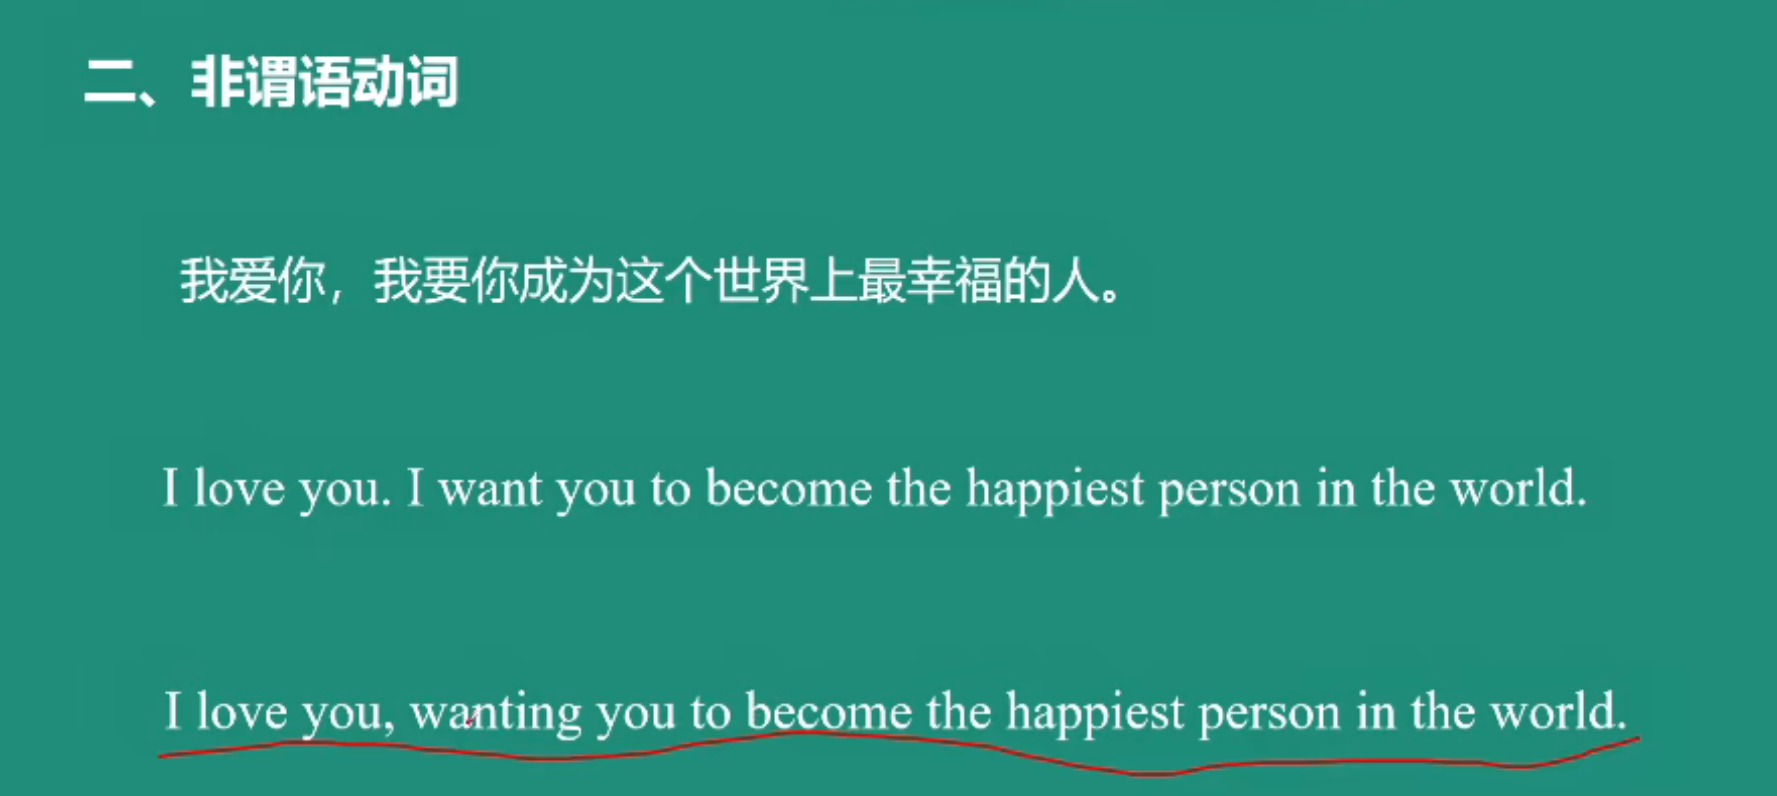 二、非谓语动词
我爱你，我要你成为这个世界上最幸福的人。
I love you. I want you to become the happiest person in the world.
I love you, wanting you to become the happiest person in the world.